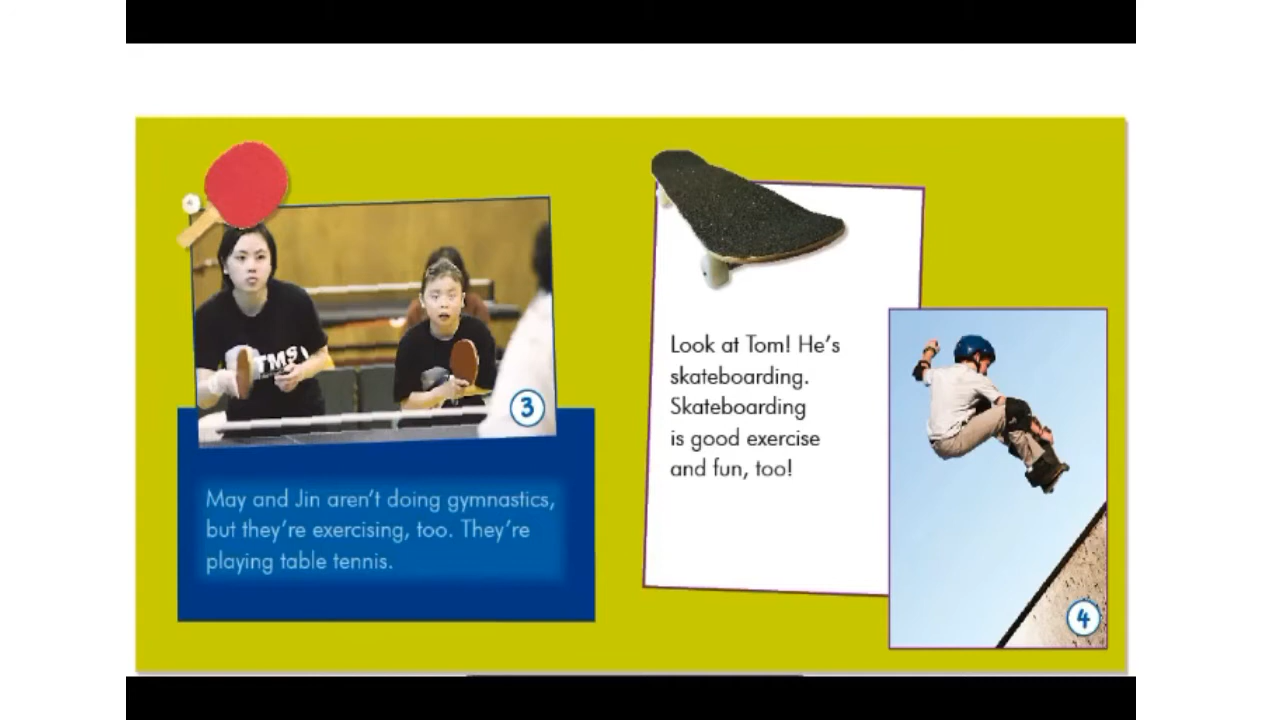 TMS
3
May and Jin aren't doing gymnastics,
but they're exercising, too. They're
playing table tennis.
Look at Tom! He's
skateboarding.
Skateboarding
is good exercise
and fun, too!
4